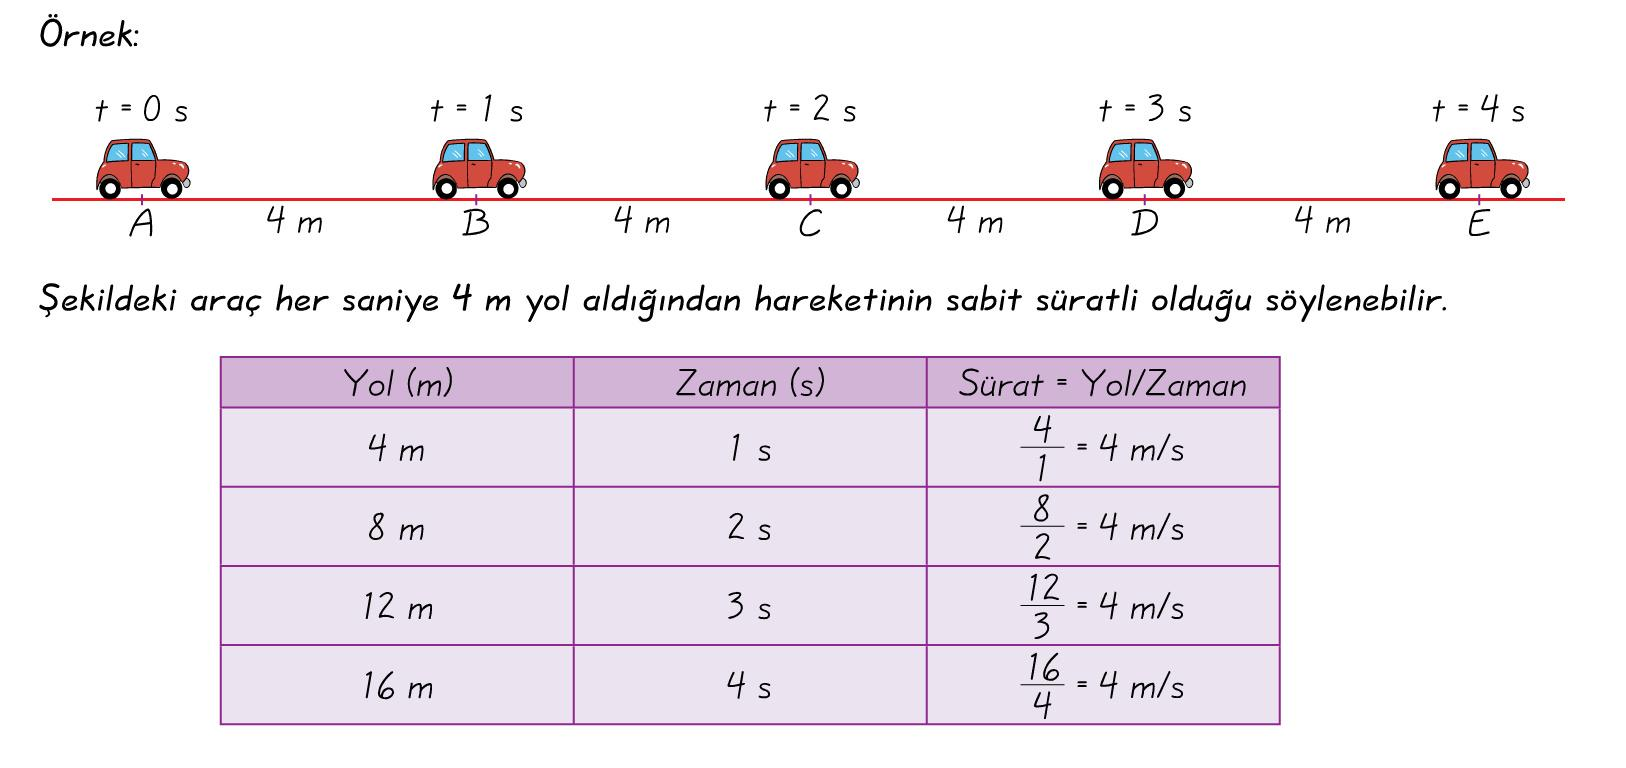 Örnek:
t = 0 s t = 1 s t = 2 s t = 3 s t = 4 s
A 4 m B 4 m C 4 m D 4 m E
Şekildeki araç her saniye 4 m yol aldığından hareketinin sabit süratli olduğu söylenebilir.
Yol (m) Zaman (s) Sürat = Yol/Zaman
4 m 1 s 4/1 = 4 m/s
8 m 2 s 8/2 = 4 m/s
12 m 3 s 12/3 = 4 m/s
16 m 4 s 16/4 = 4 m/s